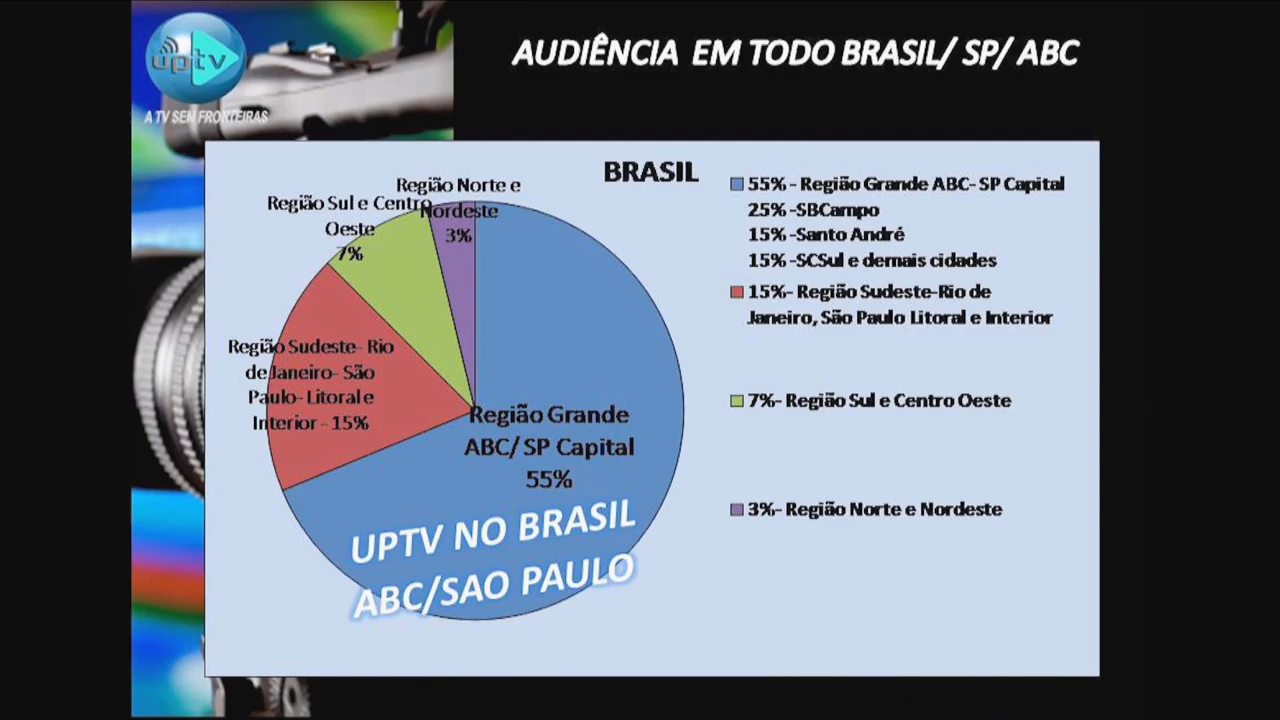 uptv
A TV SEM FRONTEIRAS
AUDIÊNCIA EM TODO BRASIL/ SP/ ABC
BRASIL
Região Norte e
Nordeste
3%
Região Sul e Centro
Oeste
7%
Região Sudeste- Rio
de Janeiro- São
Paulo- Litoral e
Interior - 15%
Região Grande
ABC/ SP Capital
55%
UPTV NO BRASIL
ABC/SAO PAULO
55% - Região Grande ABC- SP Capital
25% -SBCampo
15% -Santo André
15% -SCSul e demais cidades
15%- Região Sudeste-Rio de
Janeiro, São Paulo Litoral e Interior
7%- Região Sul e Centro Oeste
3%- Região Norte e Nordeste